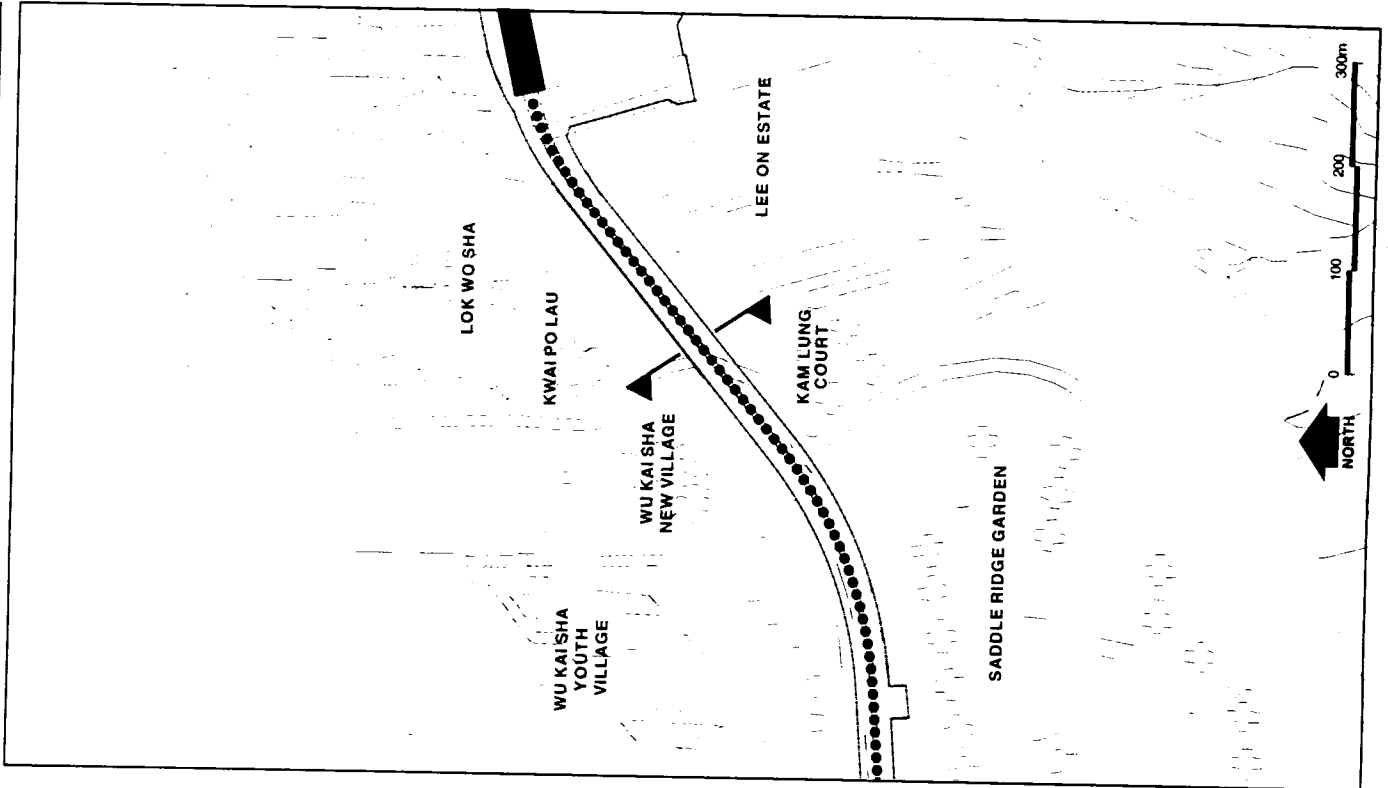 LOK WO SHA
KWAI PO LAU
WU KAI SHA
NEW VILLAGE
WU KAI SHA
YOUTH
VILLAGE
LEE ON ESTATE
KAM LUNG
COURT
SADDLE RIDGE GARDEN
0
100
200
300m
NORTH